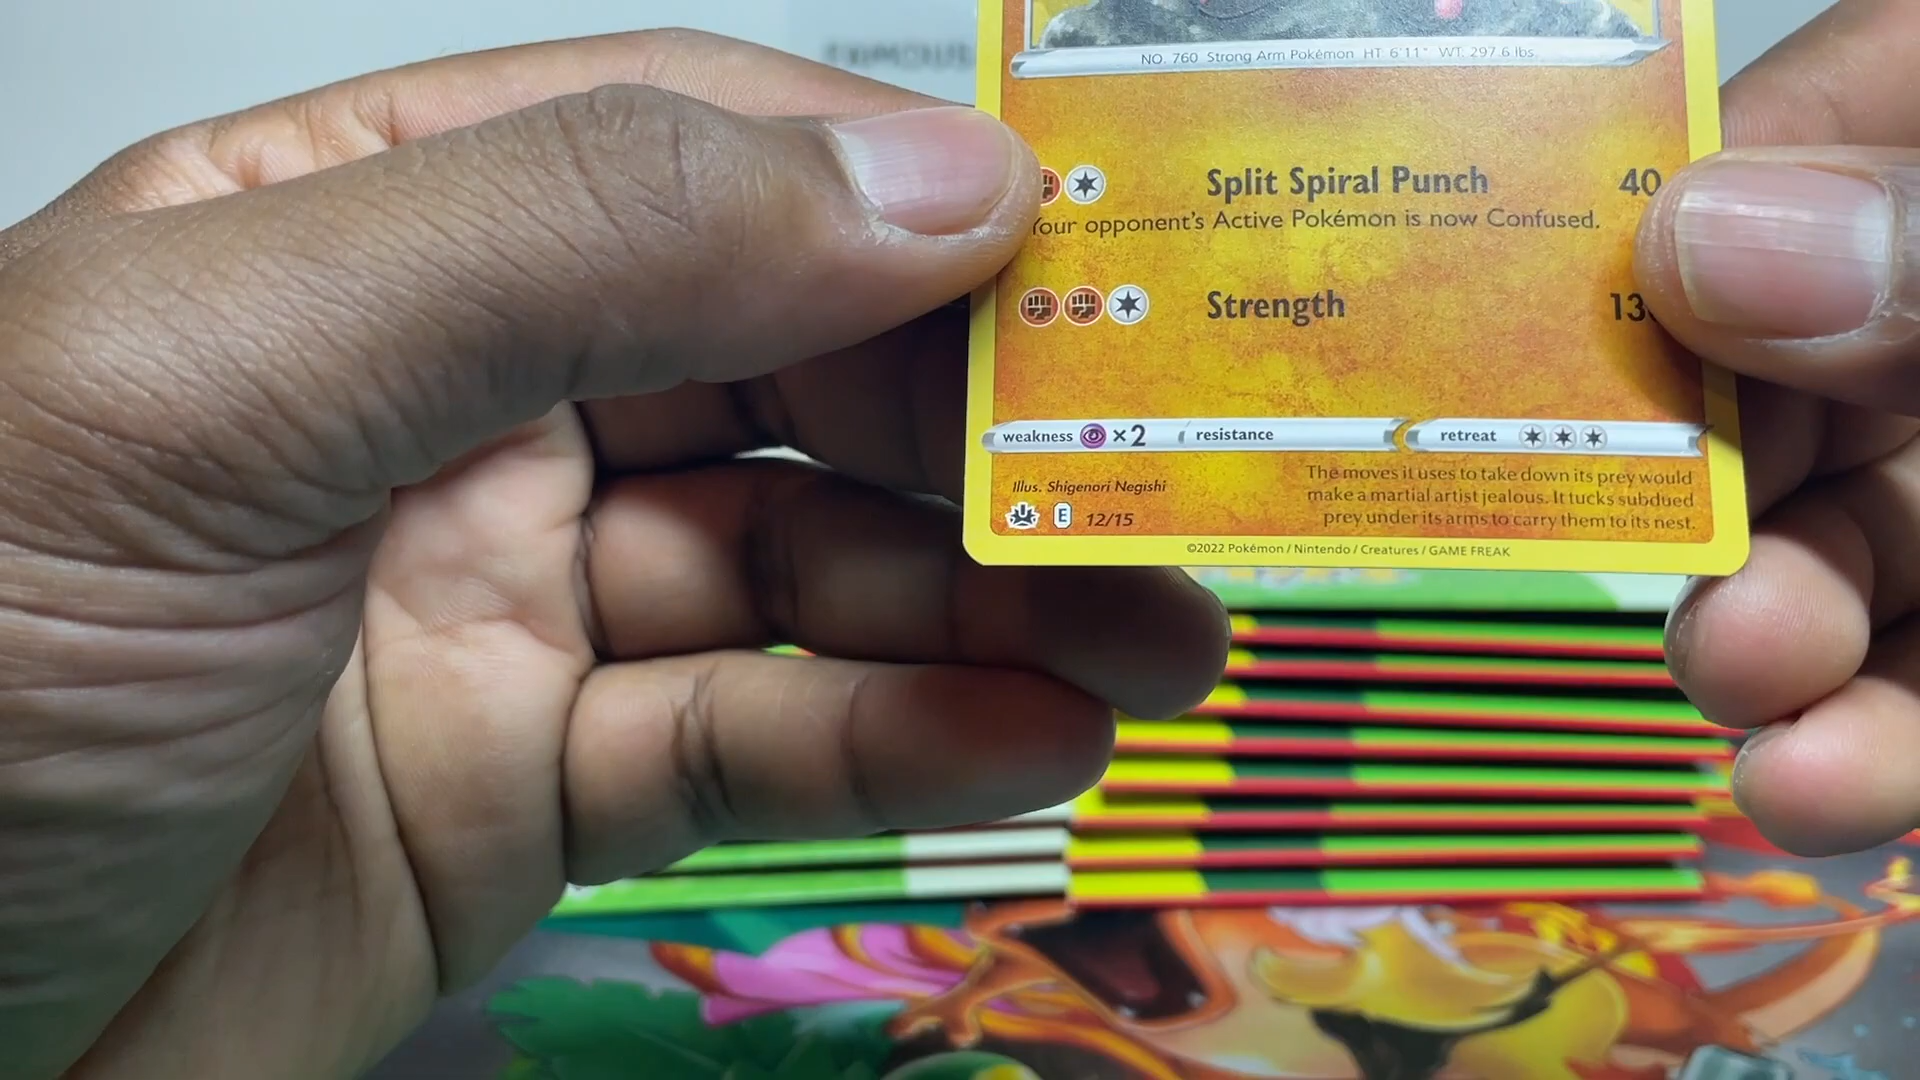 FAMOUS
NO. 760 Strong Arm Pokémon HT. 6'11" WT. 297.6 lbs.
Split Spiral Punch 40
Your opponent's Active Pokémon is now Confused.
Strength 13
weakness ×2 resistance retreat
Illus. Shigenori Negishi
E 12/15
The moves it uses to take down its prey would
make a martial artist jealous. It tucks subdued
prey under its arms to carry them to its nest.
©2022 Pokémon / Nintendo / Creatures / GAME FREAK